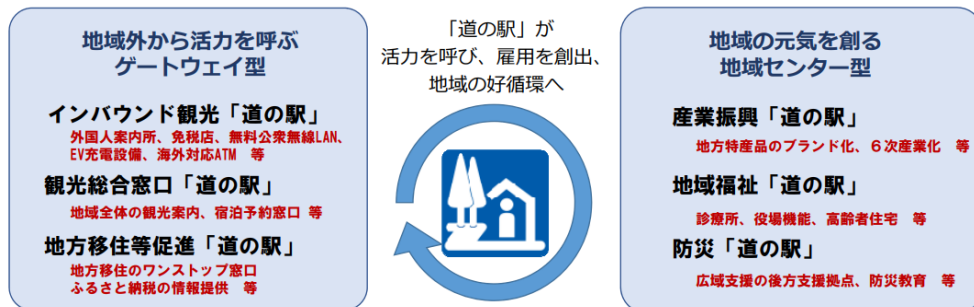 地域外から活力を呼ぶ
ゲートウェイ型
インバウンド観光「道の駅」
外国人案内所、免税店、無料公衆無線LAN、
EV充電設備、海外対応ATM 等
観光総合窓口「道の駅」
地域全体の観光案内、宿泊予約窓口 等
地方移住等促進「道の駅」
地方移住のワンストップ窓口
ふるさと納税の情報提供 等
「道の駅」が
活力を呼び、雇用を創出、
地域の好循環へ
地域の元気を創る
地域センター型
産業振興「道の駅」
地方特産品のブランド化、６次産業化 等
地域福祉「道の駅」
診療所、役場機能、高齢者住宅 等
防災「道の駅」
広域支援の後方支援拠点、防災教育 等